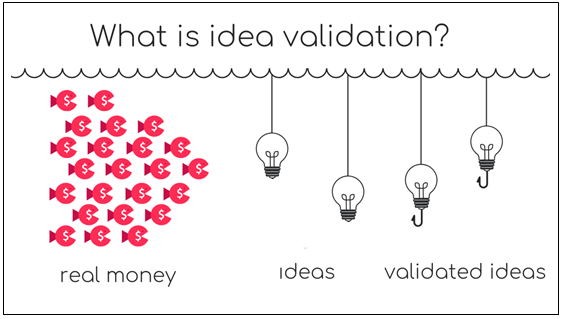 What is idea validation?
$ $
$ $ $
$ $ $ $
$ $ $ $
$ $ $ $
$ $ $ $
$ $ $
real money
ideas
validated ideas